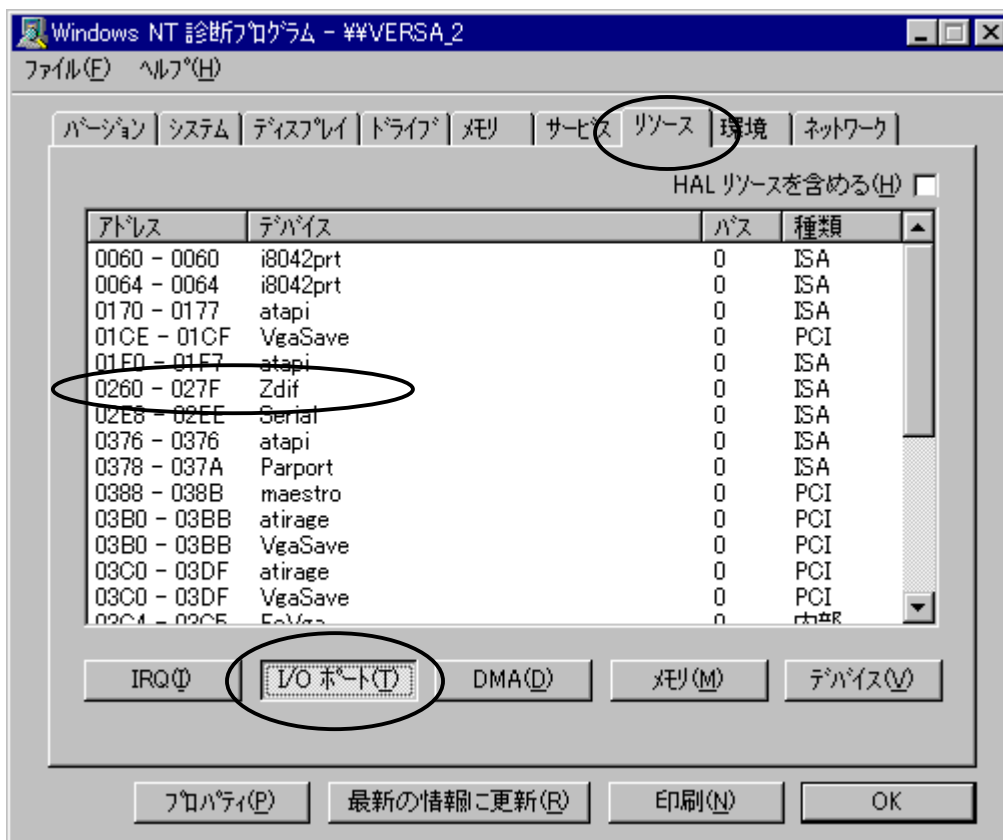 Windows NT 診断ﾌﾟﾛｸﾞﾗﾑ - ¥¥VERSA_2
ﾌｧｲﾙ(F) ﾍﾙﾌﾟ(H)
ﾊﾞｰｼﾞｮﾝ ｼｽﾃﾑ ﾃﾞｨｽﾌﾟﾚｲ ﾄﾞﾗｲﾌﾞ ﾒﾓﾘ ｻｰﾋﾞｽ ﾘｿｰｽ 環境 ﾈｯﾄﾜｰｸ
HAL ﾘｿｰｽを含める(H)
ｱﾄﾞﾚｽ ﾃﾞﾊﾞｲｽ ﾊﾞｽ 種類
0060 - 0060 i8042prt 0 ISA
0064 - 0064 i8042prt 0 ISA
0170 - 0177 atapi 0 ISA
01CE - 01CF VgaSave 0 PCI
01F0 - 01F7 atapi 0 ISA
0260 - 027F Zdif 0 ISA
02E8 - 02EE Serial 0 ISA
0376 - 0376 atapi 0 ISA
0378 - 037A Parport 0 ISA
0388 - 038B maestro 0 PCI
03B0 - 03BB atirage 0 PCI
03B0 - 03BB VgaSave 0 PCI
03C0 - 03DF atirage 0 PCI
03C0 - 03DF VgaSave 0 PCI
03C4 - 03C5 0 内部
IRQ(I) I/O ﾎﾟｰﾄ(T) DMA(D) ﾒﾓﾘ(M) ﾃﾞﾊﾞｲｽ(V)
ﾌﾟﾛﾊﾟﾃｨ(P) 最新の情報に更新(R) 印刷(N) OK